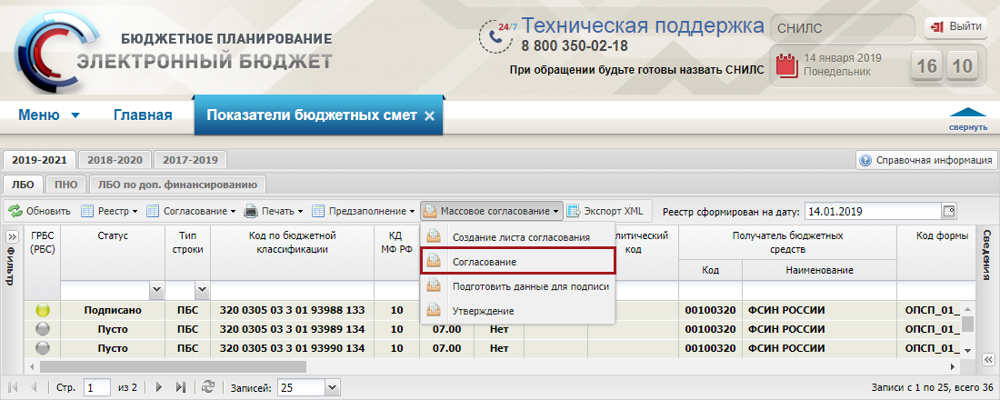 БЮДЖЕТНОЕ ПЛАНИРОВАНИЕ
ЭЛЕКТРОННЫЙ БЮДЖЕТ
24/7 Техническая поддержка
8 800 350-02-18
При обращении будьте готовы назвать СНИЛС
СНИЛС
Выйти
14 января 2019
Понедельник
16 10
Меню Главная Показатели бюджетных смет
свернуть
2019-2021 2018-2020 2017-2019 Справочная информация
ЛБО ПНО ЛБО по доп. финансированию
Обновить Реестр Согласование Печать Предзаполнение Массовое согласование Экспорт XML Реестр сформирован на дату: 14.01.2019
Создание листа согласования
Согласование
Подготовить данные для подписи
Утверждение
Фильтр
ГРБС (РБС) Статус Тип строки Код по бюджетной классификации КД МФ РФ литический код Получатель бюджетных средств Код формы
Код Наименование
Сведения
Подписано ПБС 320 0305 03 3 01 93988 133 10 00100320 ФСИН РОССИИ ОПСП_01_
Пусто ПБС 320 0305 03 3 01 93989 134 10 07.00 Нет 00100320 ФСИН РОССИИ ОПСП_01_
Пусто ПБС 320 0305 03 3 01 93990 134 10 07.00 Нет 00100320 ФСИН РОССИИ ОПСП_01_
Стр. 1 из 2 Записей: 25 Записи с 1 по 25, всего 36